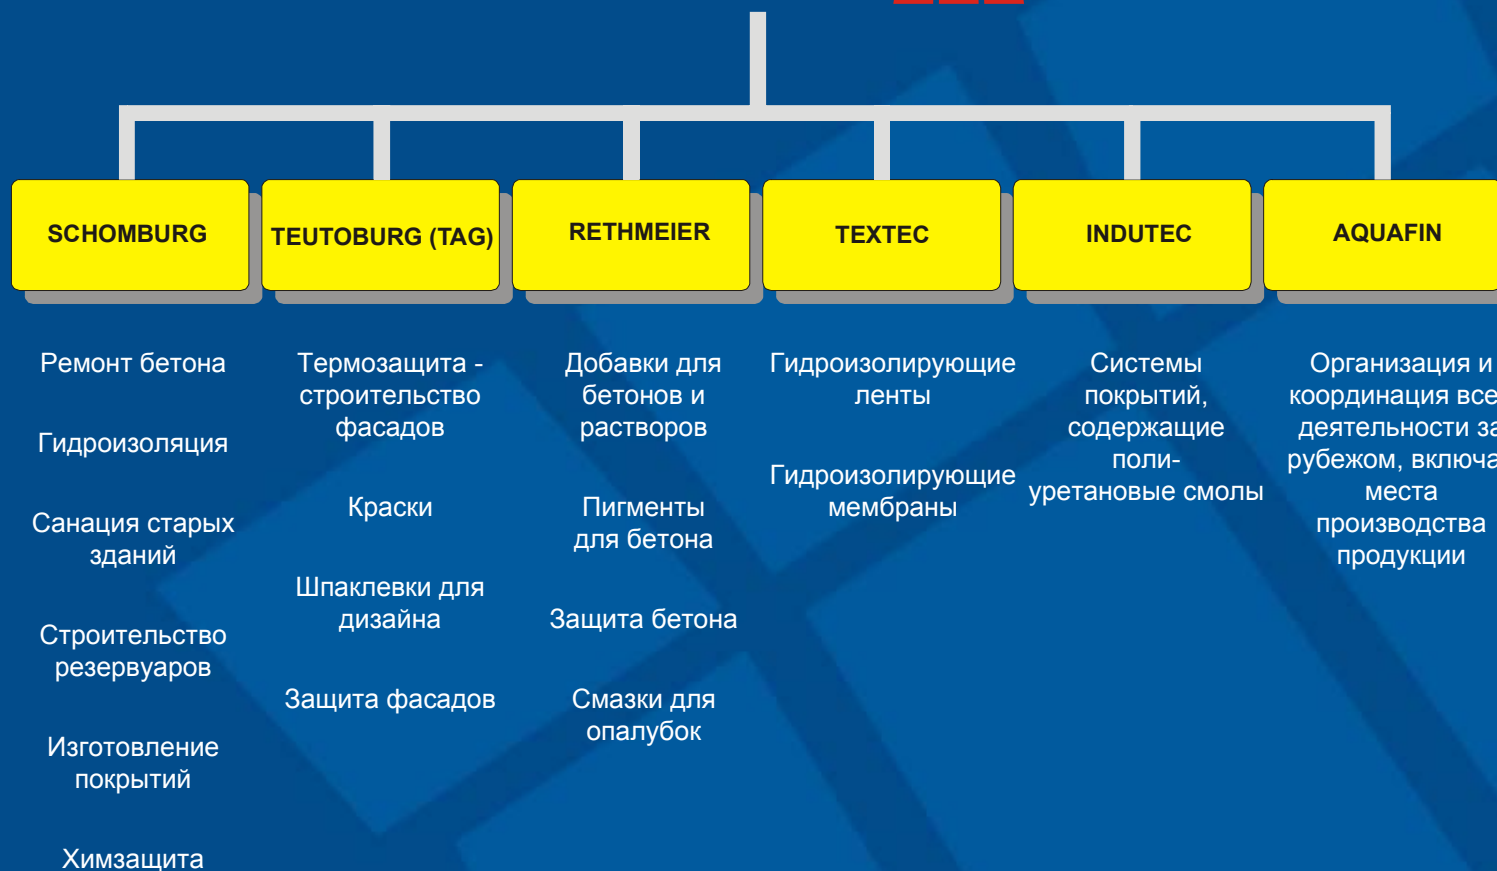 SCHOMBURG
TEUTOBURG (TAG)
RETHMEIER
TEXTEC
INDUTEC
AQUAFIN
Ремонт бетона
Гидроизоляция
Санация старых
зданий
Строительство
резервуаров
Изготовление
покрытий
Химзащита
Термозащита -
строительство
фасадов
Краски
Шпаклевки для
дизайна
Защита фасадов
Добавки для
бетонов и
растворов
Пигменты
для бетона
Защита бетона
Смазки для
опалубок
Гидроизолирующие
ленты
Гидроизолирующие
мембраны
Системы
покрытий,
содержащие
поли-
уретановые смолы
Организация и
координация все
деятельности за
рубежом, включа
места
производства
продукции